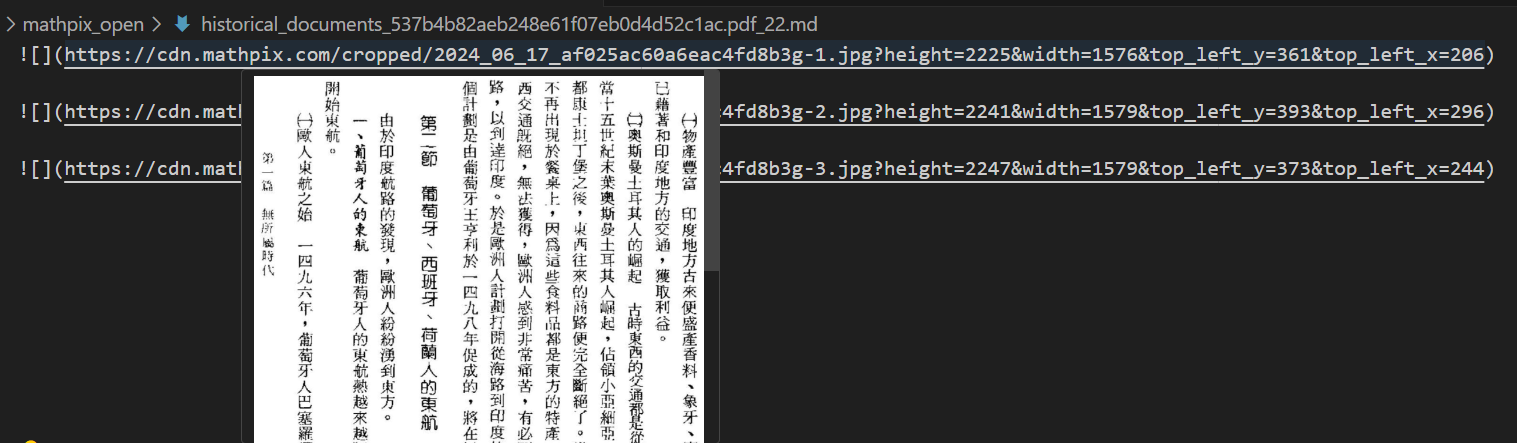 mathpix_open > historical_documents_537b4b82aeb248e61f07eb0d4d52c1ac.pdf_22.md
![](https://cdn.mathpix.com/cropped/2024_06_17_af025ac60a6eac4fd8b3g-1.jpg?height=2225&width=1576&top_left_y=361&top_left_x=206)
![](https://cdn.mat 4fd8b3g-2.jpg?height=2241&width=1579&top_left_y=393&top_left_x=296)
![](https://cdn.mat 4fd8b3g-3.jpg?height=2247&width=1579&top_left_y=373&top_left_x=244)
㈠物產豐富　印度地方古來便盛產香料、象牙、
已藉著和印度地方的交通，獲取利益。
㈡奧斯曼土耳其人的崛起　古時東西的交通都是從
當十五世紀末葉奧斯曼土耳其人崛起，佔領小亞細亞
都康士坦丁堡之後，東西往來的商路便完全斷絕了。
不再出現於餐桌上，因為這些食料品都是東方的特產
西交通既絕，無法獲得，歐洲人感到非常痛苦，有必
路，以到達印度。於是歐洲人計劃打開從海路到印度
個計劃是由葡萄牙王亨利於一四九八年促成的，將在
第二節　葡萄牙、西班牙、荷蘭人的東航
由於印度航路的發現，歐洲人紛紛湧到東方。
一、葡萄牙人的東航　葡萄牙人的東航熱越來越
開始東航。
㈠歐人東航之始　一四九六年，葡萄牙人巴塞羅
第一篇　無所屬時代